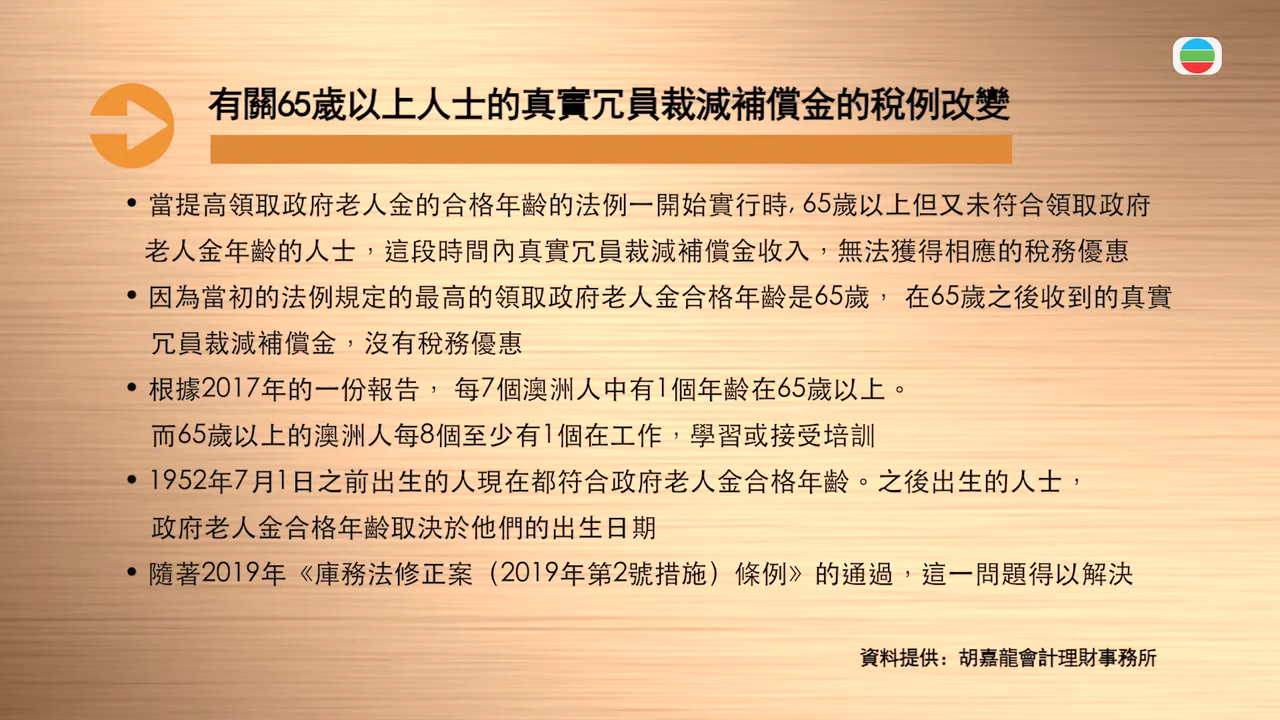 有關65歲以上人士的真實冗員裁減補償金的稅例改變
• 當提高領取政府老人金的合格年齡的法例一開始實行時, 65歲以上但又未符合領取政府
老人金年齡的人士，這段時間內真實冗員裁減補償金收入，無法獲得相應的稅務優惠
• 因為當初的法例規定的最高的領取政府老人金合格年齡是65歲， 在65歲之後收到的真實
冗員裁減補償金，沒有稅務優惠
• 根據2017年的一份報告， 每7個澳洲人中有1個年齡在65歲以上。
而65歲以上的澳洲人每8個至少有1個在工作，學習或接受培訓
• 1952年7月1日之前出生的人現在都符合政府老人金合格年齡。之後出生的人士，
政府老人金合格年齡取決於他們的出生日期
• 隨著2019年《庫務法修正案（2019年第2號措施）條例》的通過，這一問題得以解決
資料提供：胡嘉龍會計理財事務所